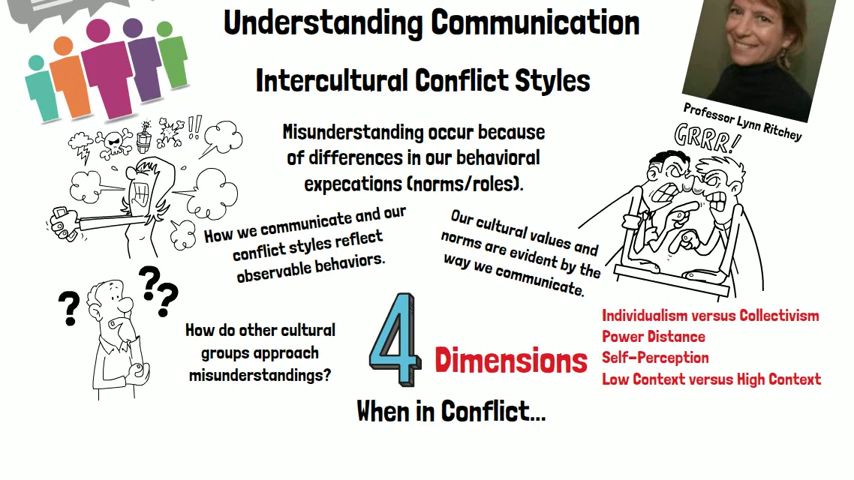 Understanding Communication
Intercultural Conflict Styles
Professor Lynn Ritchey
GRRR!
!!
Misunderstanding occur because
of differences in our behavioral
expecations (norms/roles).
How we communicate and our
conflict styles reflect
observable behaviors.
Our cultural values and
norms are evident by the
way we communicate.
? ? ?
How do other cultural
groups approach
misunderstandings?
4 Dimensions
Individualism versus Collectivism
Power Distance
Self-Perception
Low Context versus High Context
When in Conflict...